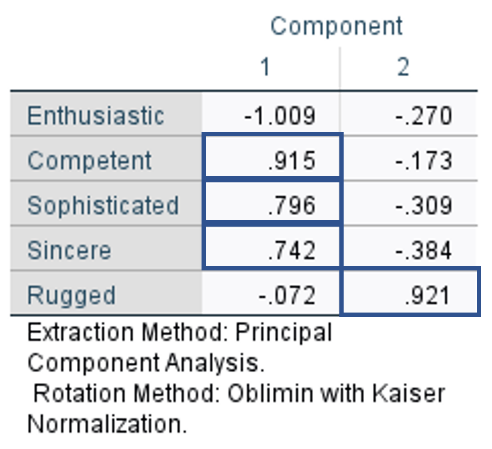 Component
1 2
Enthusiastic -1.009 -.270
Competent .915 -.173
Sophisticated .796 -.309
Sincere .742 -.384
Rugged -.072 .921
Extraction Method: Principal
Component Analysis.
Rotation Method: Oblimin with Kaiser
Normalization.